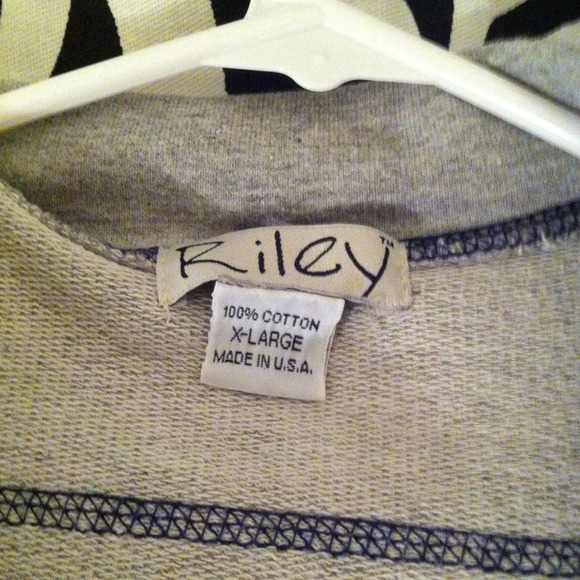 Riley™
100% COTTON
X-LARGE
MADE IN U.S.A.